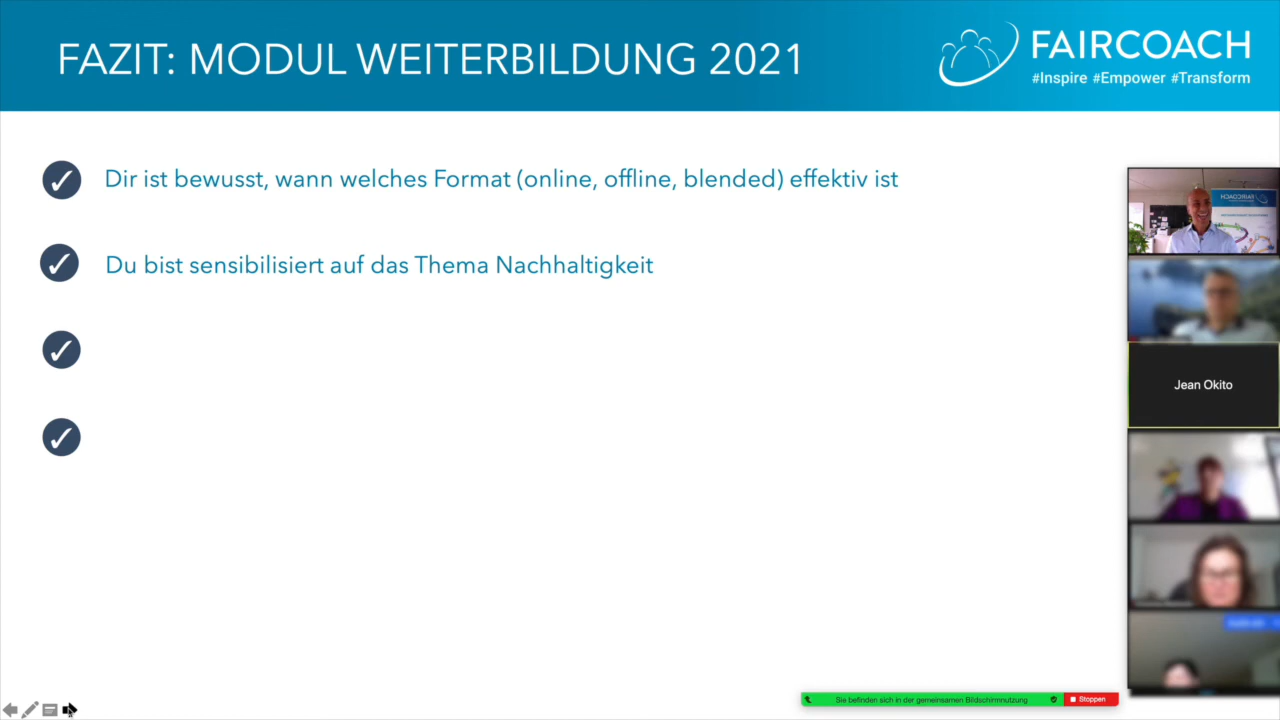 FAZIT: MODUL WEITERBILDUNG 2021
FAIRCOACH
#Inspire #Empower #Transform
Dir ist bewusst, wann welches Format (online, offline, blended) effektiv ist
Du bist sensibilisiert auf das Thema Nachhaltigkeit
Jean Okito
Sie befinden sich in der gemeinsamen Bildschirmnutzung
Stoppen